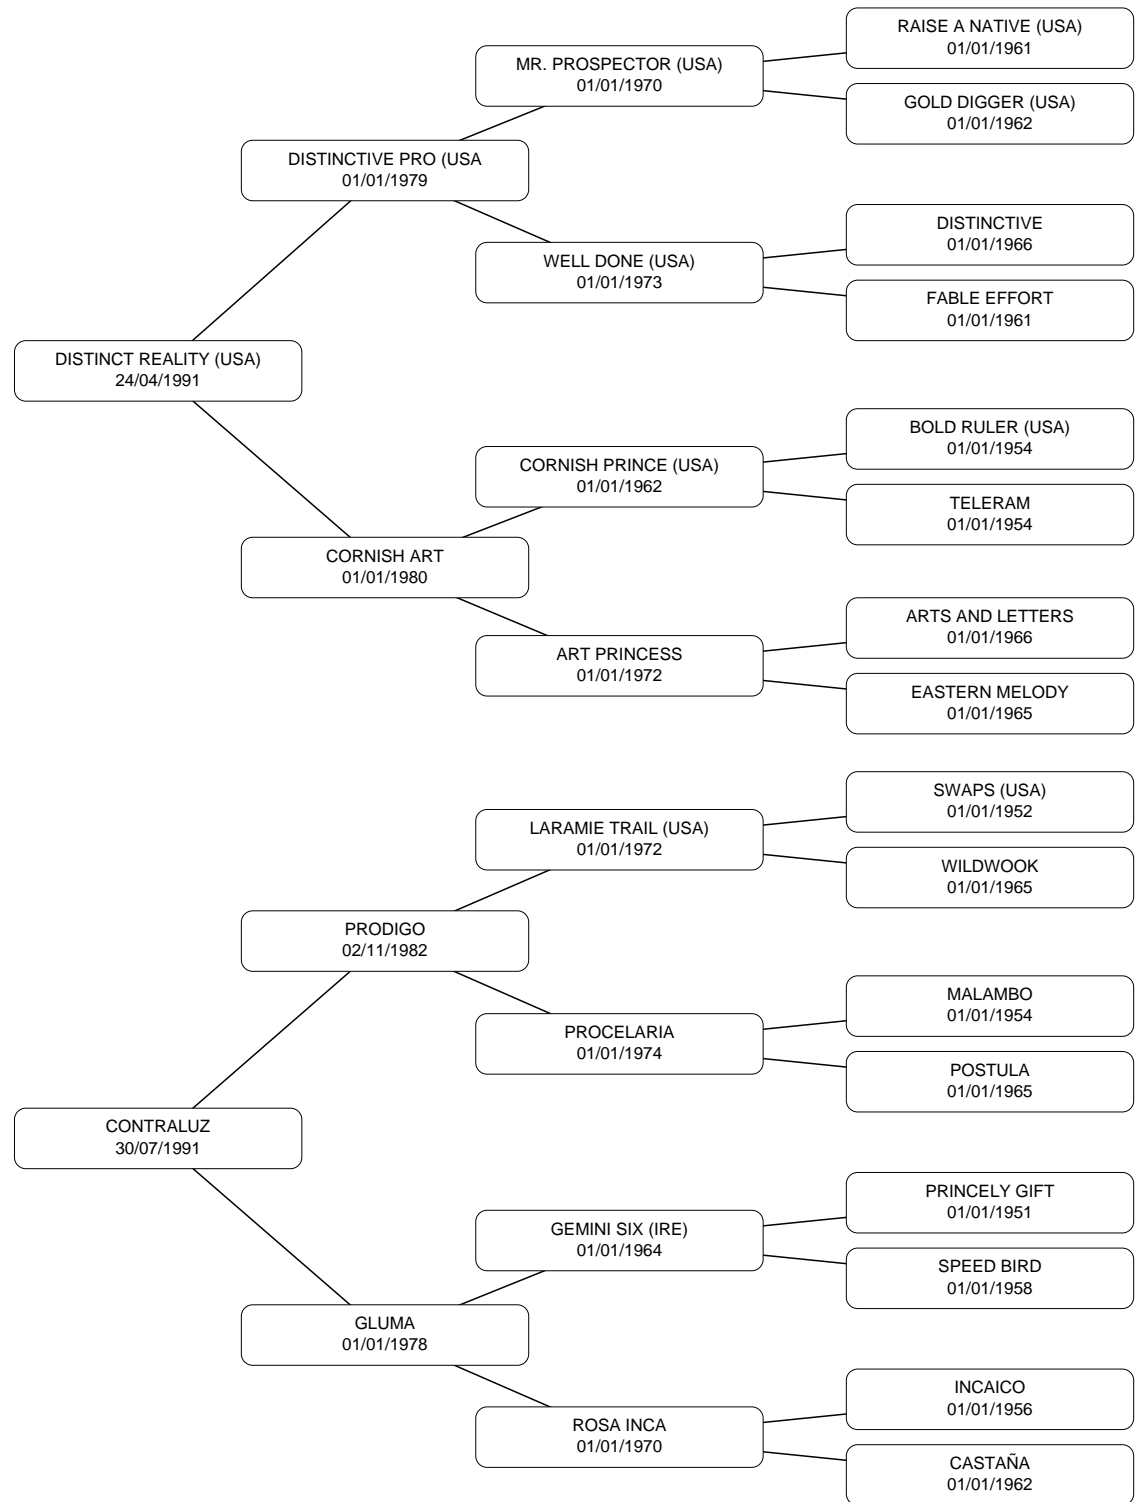 RAISE A NATIVE (USA)
01/01/1961
MR. PROSPECTOR (USA)
01/01/1970
GOLD DIGGER (USA)
01/01/1962
DISTINCTIVE PRO (USA
01/01/1979
DISTINCTIVE
01/01/1966
WELL DONE (USA)
01/01/1973
FABLE EFFORT
01/01/1961
DISTINCT REALITY (USA)
24/04/1991
BOLD RULER (USA)
01/01/1954
CORNISH PRINCE (USA)
01/01/1962
TELERAM
01/01/1954
CORNISH ART
01/01/1980
ARTS AND LETTERS
01/01/1966
ART PRINCESS
01/01/1972
EASTERN MELODY
01/01/1965
SWAPS (USA)
01/01/1952
LARAMIE TRAIL (USA)
01/01/1972
WILDWOOK
01/01/1965
PRODIGO
02/11/1982
MALAMBO
01/01/1954
PROCELARIA
01/01/1974
POSTULA
01/01/1965
CONTRALUZ
30/07/1991
PRINCELY GIFT
01/01/1951
GEMINI SIX (IRE)
01/01/1964
SPEED BIRD
01/01/1958
GLUMA
01/01/1978
INCAICO
01/01/1956
ROSA INCA
01/01/1970
CASTAÑA
01/01/1962